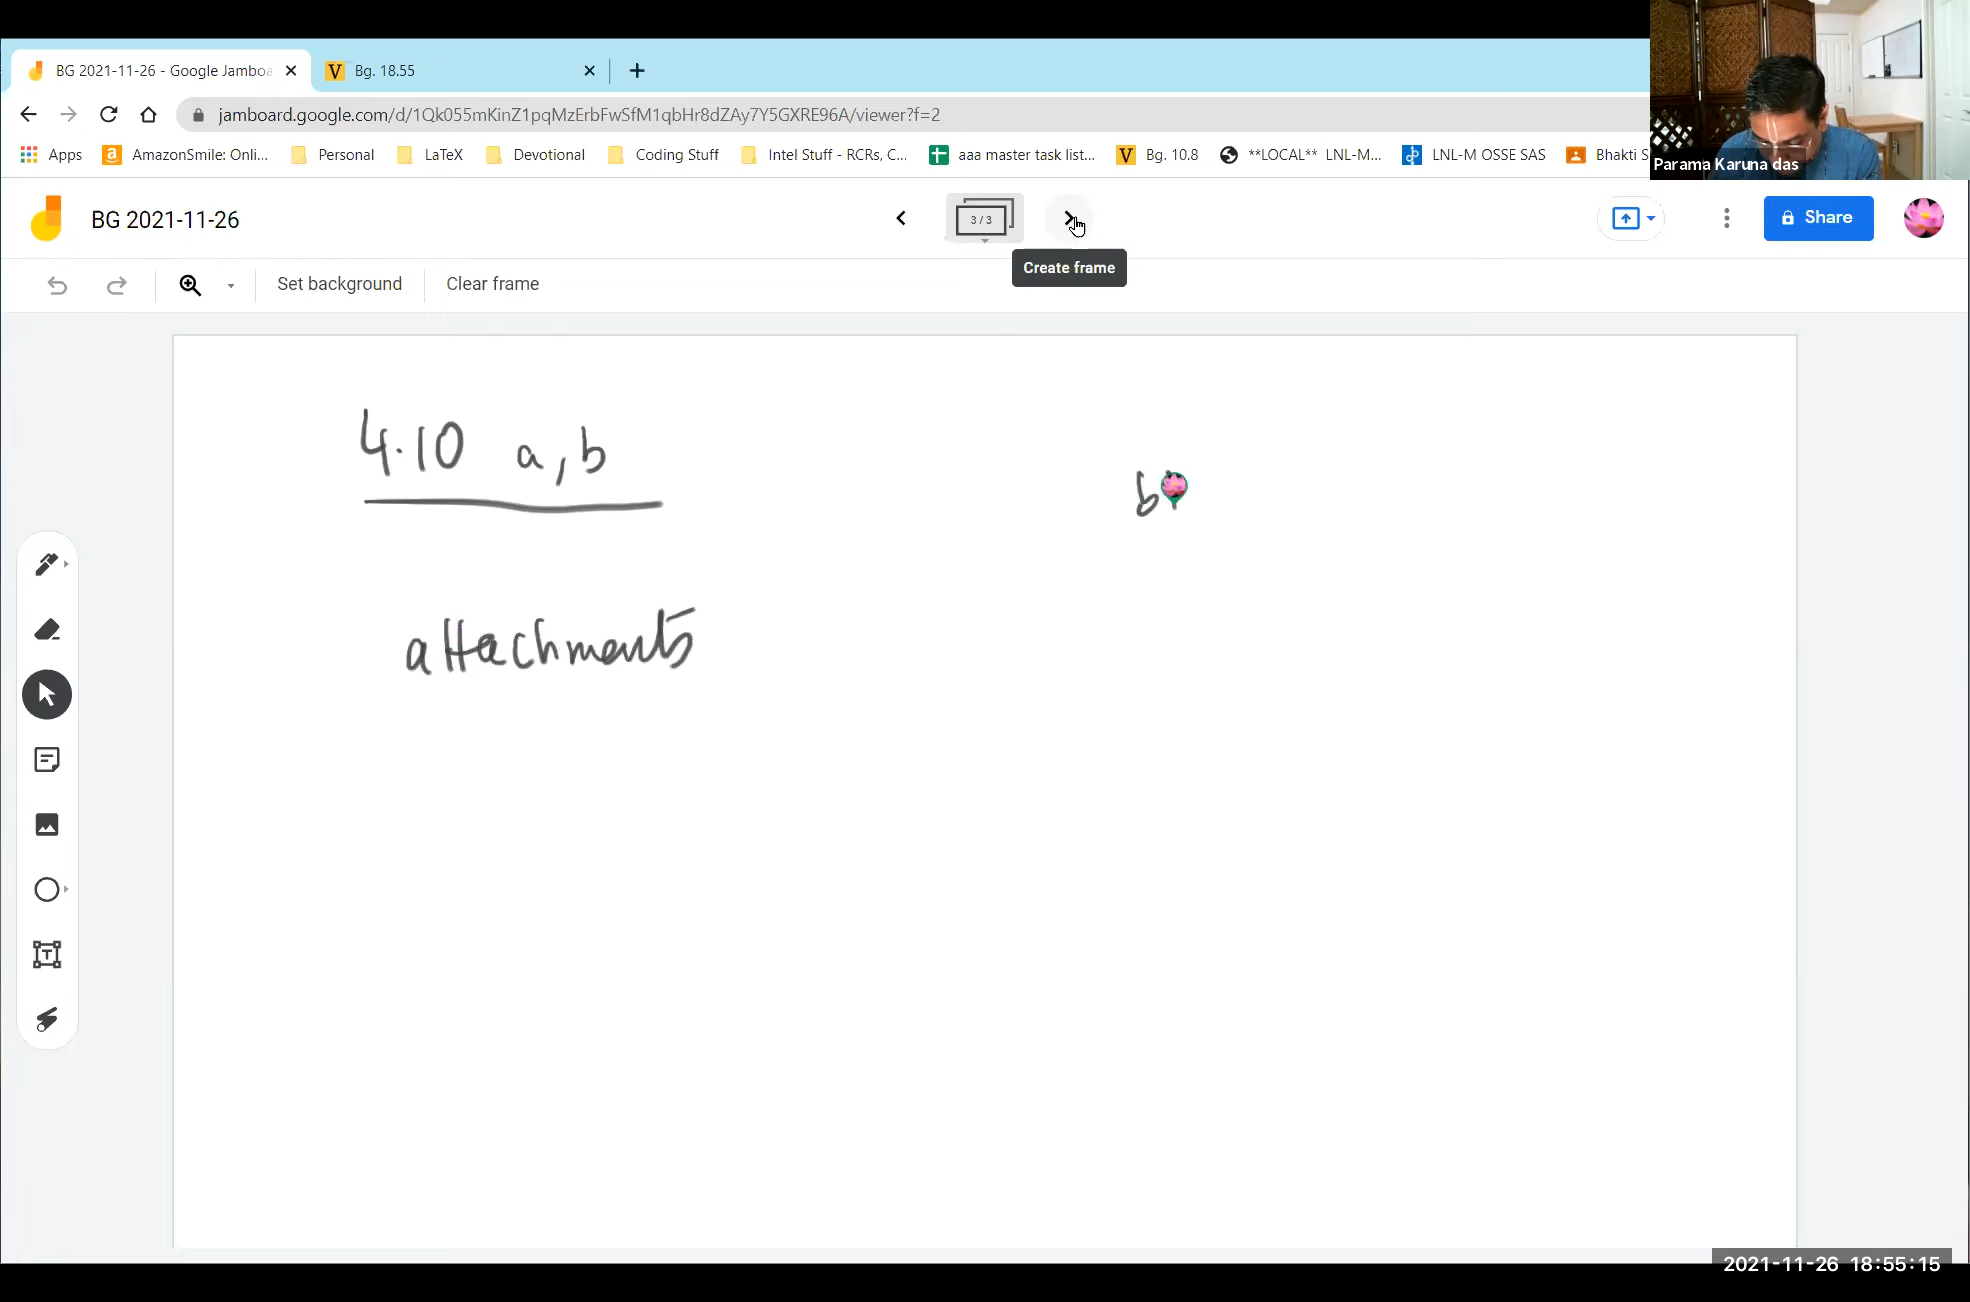 BG 2021-11-26 - Google Jamboa
Bg. 18.55
jamboard.google.com/d/1Qk055mKinZ1pqMzErbFwSfM1qbHr8dZAy7Y5GXRE96A/viewer?f=2
Apps AmazonSmile: Onli... Personal LaTeX Devotional Coding Stuff Intel Stuff - RCRs, C... aaa master task list... Bg. 10.8 **LOCAL** LNL-M... LNL-M OSSE SAS Bhakti S
Parama Karuna das
BG 2021-11-26
3 / 3
Share
Create frame
Set background Clear frame
4.10 a, b
b
attachments
2021-11-26 18:55:15